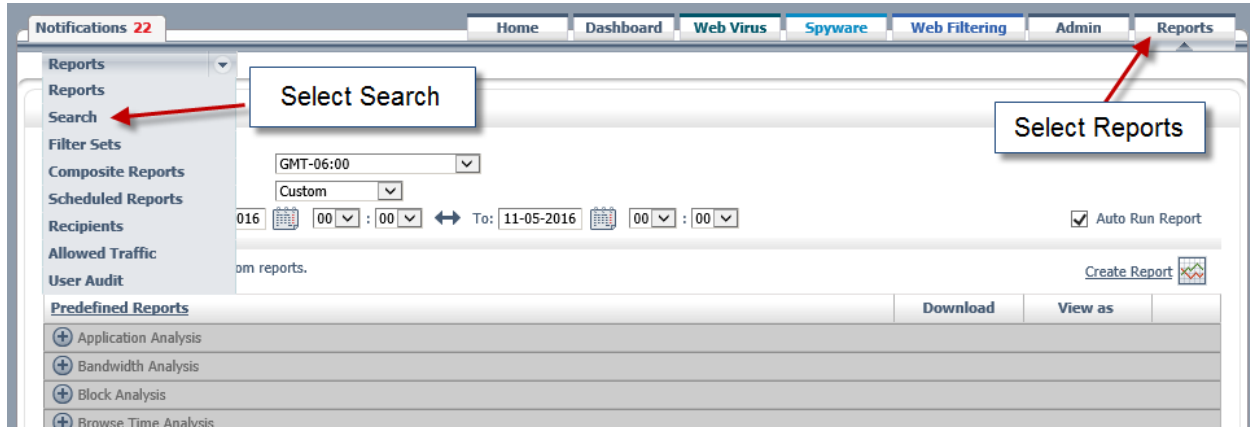 Notifications 22
Home Dashboard Web Virus Spyware Web Filtering Admin Reports
Reports
Reports
Search
Filter Sets
Composite Reports
Scheduled Reports
Recipients
Allowed Traffic
User Audit
Select Search
Select Reports
GMT-06:00
Custom
016 00 : 00 To: 11-05-2016 00 : 00 Auto Run Report
om reports. Create Report
Predefined Reports Download View as
Application Analysis
Bandwidth Analysis
Block Analysis
Browse Time Analysis